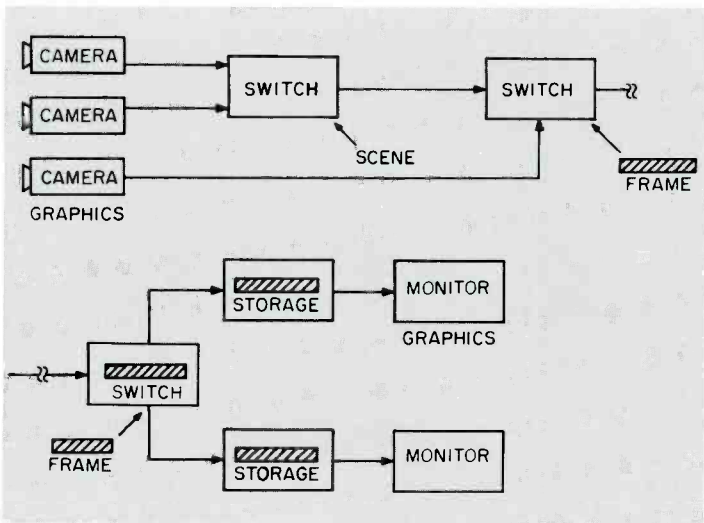 CAMERA
CAMERA
CAMERA
GRAPHICS
SWITCH
SCENE
SWITCH
FRAME
STORAGE
MONITOR
GRAPHICS
SWITCH
FRAME
STORAGE
MONITOR